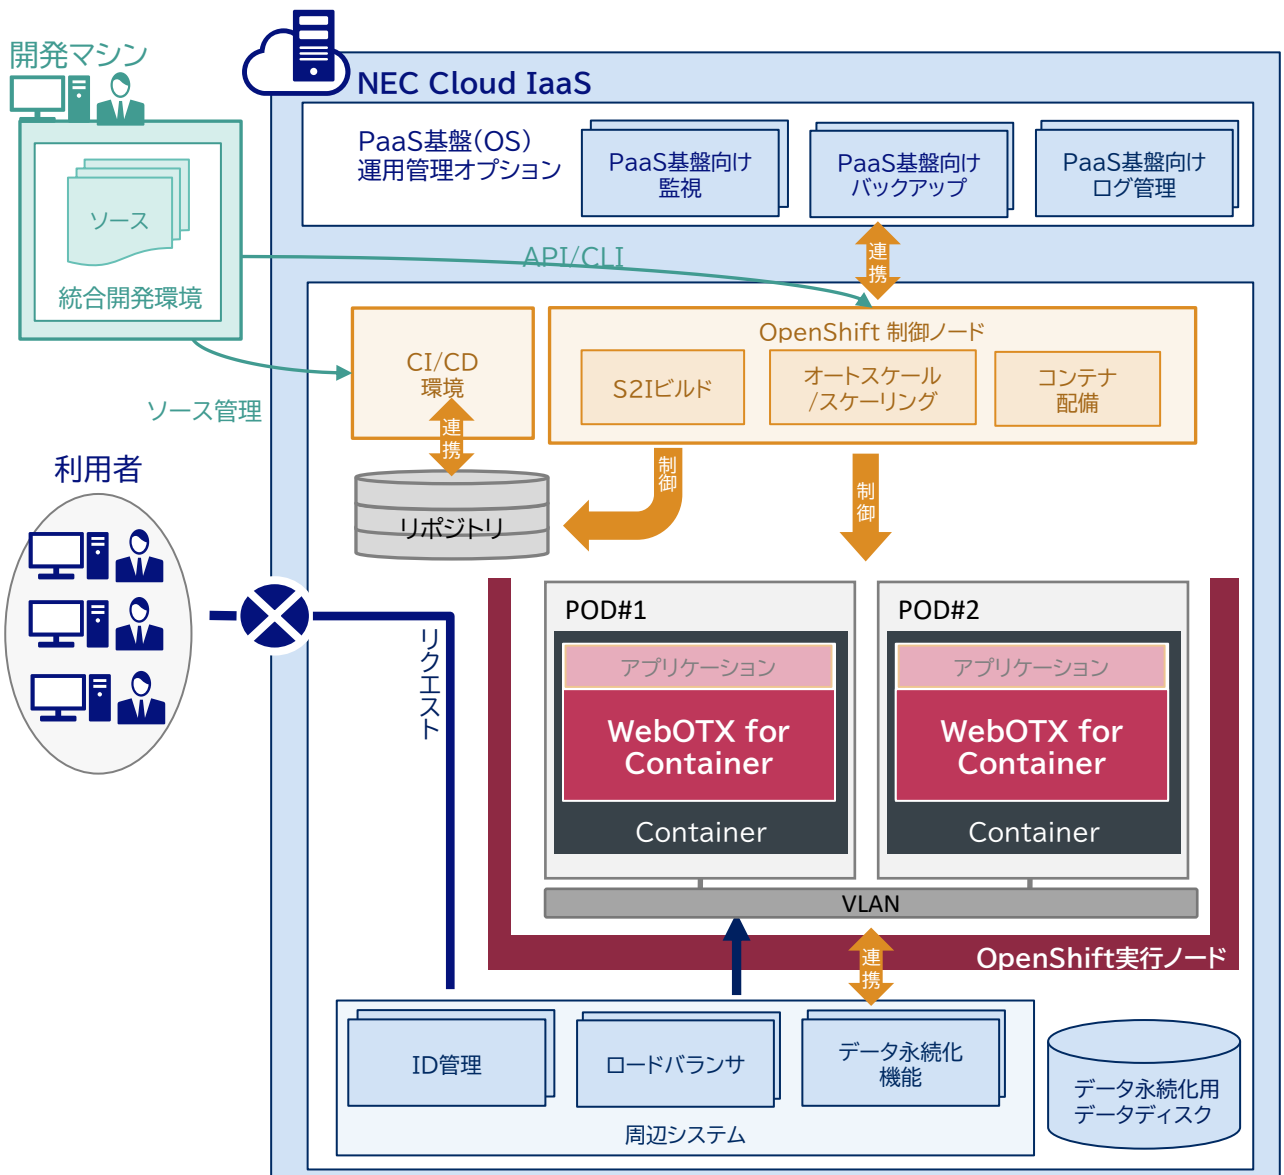 開発マシン
ソース
統合開発環境
NEC Cloud IaaS
PaaS基盤(OS)
運用管理オプション
PaaS基盤向け
監視
PaaS基盤向け
バックアップ
PaaS基盤向け
ログ管理
連携
API/CLI
ソース管理
CI/CD
環境
連携
リポジトリ
OpenShift 制御ノード
S2Iビルド
オートスケール
/スケーリング
コンテナ
配備
制御
制御
利用者
リクエスト
POD#1
アプリケーション
WebOTX for
Container
Container
POD#2
アプリケーション
WebOTX for
Container
Container
VLAN
連携
OpenShift実行ノード
ID管理
ロードバランサ
データ永続化
機能
周辺システム
データ永続化用
データディスク